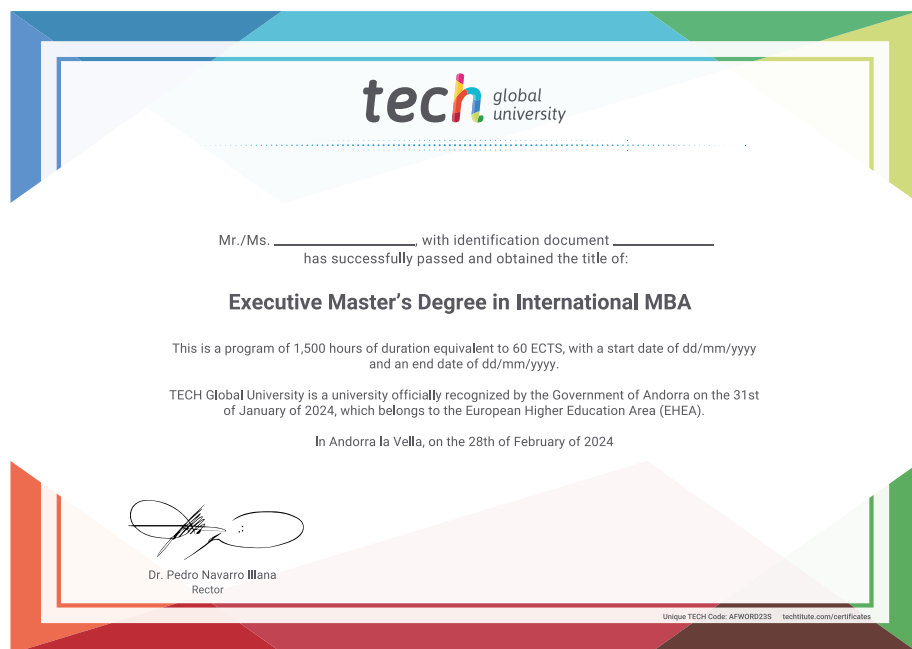 tech global university
Mr./Ms. ________________, with identification document ____________
has successfully passed and obtained the title of:
Executive Master's Degree in International MBA
This is a program of 1,500 hours of duration equivalent to 60 ECTS, with a start date of dd/mm/yyyy
and an end date of dd/mm/yyyy.
TECH Global University is a university officially recognized by the Government of Andorra on the 31st
of January of 2024, which belongs to the European Higher Education Area (EHEA).
In Andorra la Vella, on the 28th of February of 2024
Dr. Pedro Navarro Illana
Rector
Unique TECH Code: AFWORD23S techtitute.com/certificates